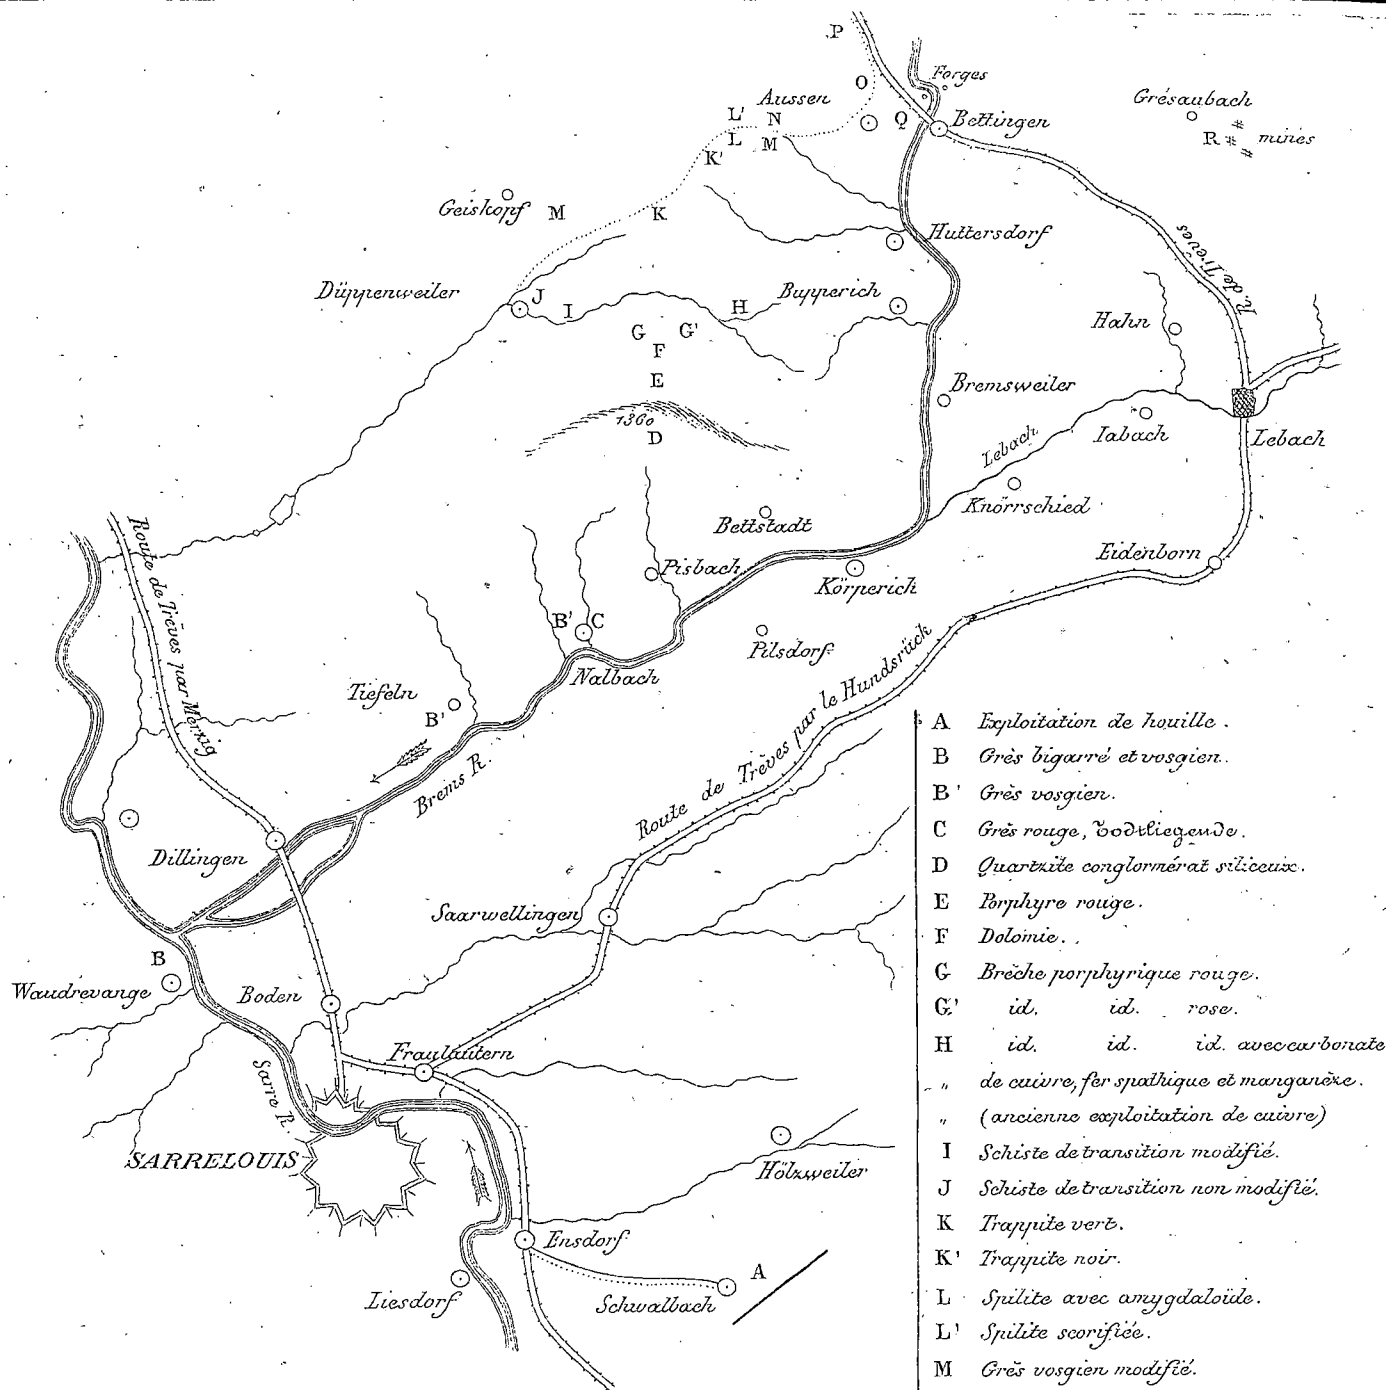 P
O
Forges
Aussen
L' N
Q
Bettingen
L M
K'
Grésaubach
R
mines
Geiskopf M
K
Huttersdorf
R. de Trèves
Düppenweiler
J
I
H
Bupperich
G G'
F
E
Hahn
1360
D
Bremsweiler
Iabach
Lebach
Lebach
Knörrschied
Bettstadt
Pisbach
Körperich
Eidenborn
Route de Trèves par Merzig
B' C
Nalbach
Pilsdorf
Tiefeln
B'
Brems R.
Route de Trèves par le Hundsrück
Dillingen
Saarwellingen
B
Waudrevange
Boden
Fraulautern
Sarre R.
SARRELOUIS
Hölzweiler
Ensdorf
A
Liesdorf
Schwalbach
A Exploitation de houille.
B Grès bigarré et vosgien.
B' Grès vosgien.
C Grès rouge, Todtliegende.
D Quartzite conglormérat siliceux.
E Porphyre rouge.
F Dolomie.
G Brèche porphyrique rouge.
G' id. id. rose.
H id. id. id. avec carbonate
" de cuivre, fer spathique et manganèze.
" (ancienne exploitation de cuivre)
I Schiste de transition modifié.
J Schiste de transition non modifié.
K Trappite vert.
K' Trappite noir.
L Spilite avec amygdaloïde.
L' Spilite scorifiée.
M Grès vosgien modifié.